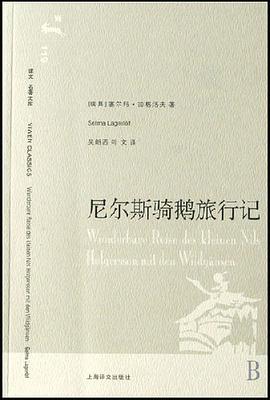 119
译文名著文库
YIWEN CLASSICS
Wunderbare Reise des kleinen Nils Holgersson mit den Wildgänsen
Selma Lagerlöf
[瑞典]塞尔玛·拉格洛夫 著
Selma Lagerlöf
吴朗西 叶文 译
尼尔斯骑鹅旅行记
Wunderbare Reise des kleinen Nils
Holgersson mit den Wildgänsen
上海译文出版社
B